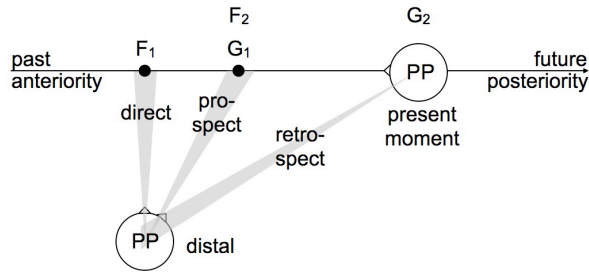 F2 G2
past F1 G1 PP future
anteriority posteriority
direct pro-
spect
present
moment
retro-
spect
PP distal